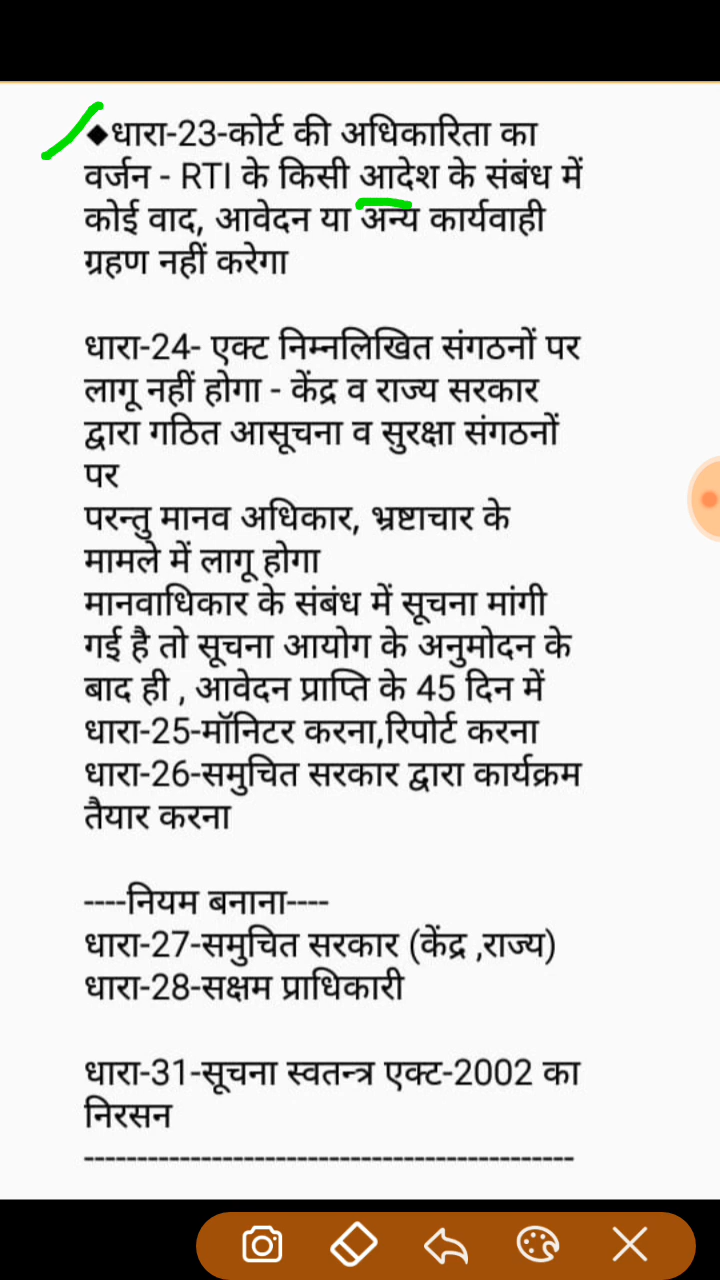 ◆धारा-23-कोर्ट की अधिकारिता का
वर्जन - RTI के किसी आदेश के संबंध में
कोई वाद, आवेदन या अन्य कार्यवाही
ग्रहण नहीं करेगा
धारा-24- एक्ट निम्नलिखित संगठनों पर
लागू नहीं होगा - केंद्र व राज्य सरकार
द्वारा गठित आसूचना व सुरक्षा संगठनों
पर
परन्तु मानव अधिकार, भ्रष्टाचार के
मामले में लागू होगा
मानवाधिकार के संबंध में सूचना मांगी
गई है तो सूचना आयोग के अनुमोदन के
बाद ही , आवेदन प्राप्ति के 45 दिन में
धारा-25-मॉनिटर करना,रिपोर्ट करना
धारा-26-समुचित सरकार द्वारा कार्यक्रम
तैयार करना
----नियम बनाना----
धारा-27-समुचित सरकार (केंद्र ,राज्य)
धारा-28-सक्षम प्राधिकारी
धारा-31-सूचना स्वतन्त्र एक्ट-2002 का
निरसन
----------------------------------------------